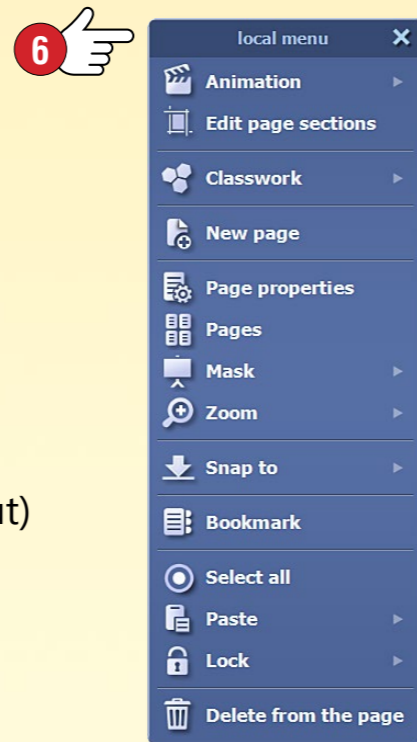 6
local menu
Animation
Edit page sections
Classwork
New page
Page properties
Pages
Mask
Zoom
Snap to
Bookmark
Select all
Paste
Lock
Delete from the page